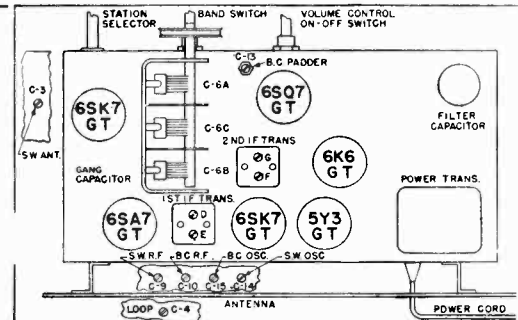 STATION SELECTOR
BAND SWITCH
VOLUME CONTROL
ON-OFF SWITCH
C-3
S.W.ANT.
6SK7
GT
C-6A
C-6C
C-6B
GANG
CAPACITOR
C-13
B.C PADDER
6SQ7
GT
FILTER
CAPACITOR
2ND IF TRANS
G
F
6K6
GT
POWER TRANS.
1ST IF TRANS.
D
E
6SA7
GT
6SK7
GT
5Y3
GT
S.W.R.F.
B.C R.F.
B.C OSC.
S.W. OSC
C-9
C-10
C-15
C-14
ANTENNA
LOOP
C-4
POWER CORD